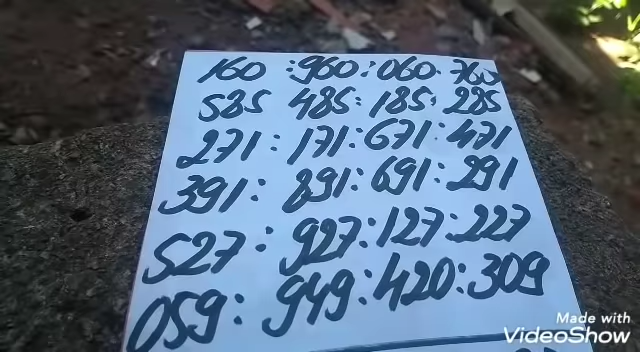 160 : 960 : 060 . 760
585 485 : 185 : 285
271 : 171 : 671 . 471
391 : 891 : 691 : 291
527 : 927 : 127 : 227
059 : 949 : 420 : 309
Made with
VideoShow